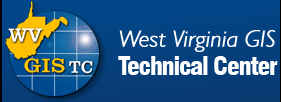 WV
GIS TC
West Virginia GIS
Technical Center